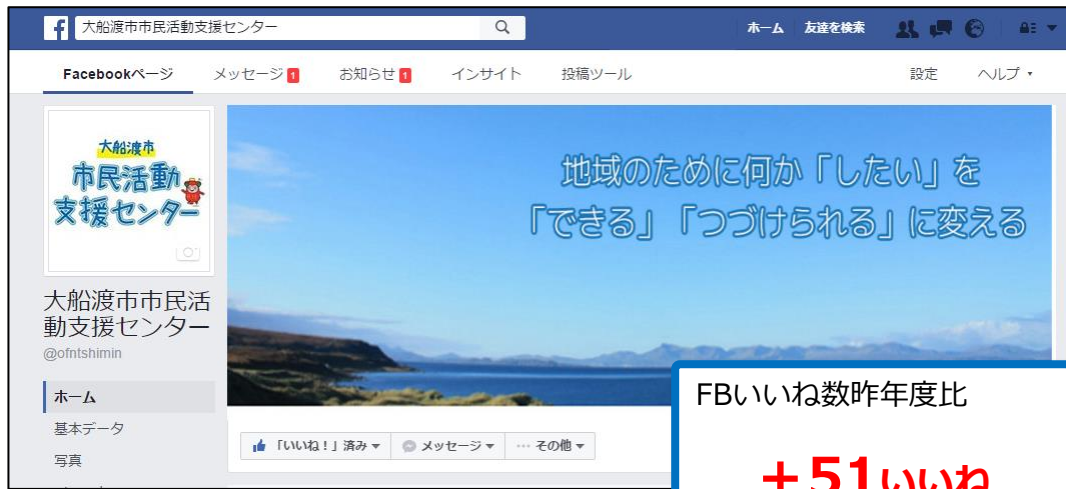 大船渡市市民活動支援センター
ホーム 友達を検索
Facebookページ メッセージ 1 お知らせ 1 インサイト 投稿ツール 設定 ヘルプ
大船渡市
市民活動
支援センター
地域のために何か「したい」を
「できる」「つづけられる」に変える
大船渡市市民活
動支援センター
@ofntshimin
ホーム
基本データ
写真
「いいね!」済み メッセージ … その他
FBいいね数昨年度比
＋51いいね